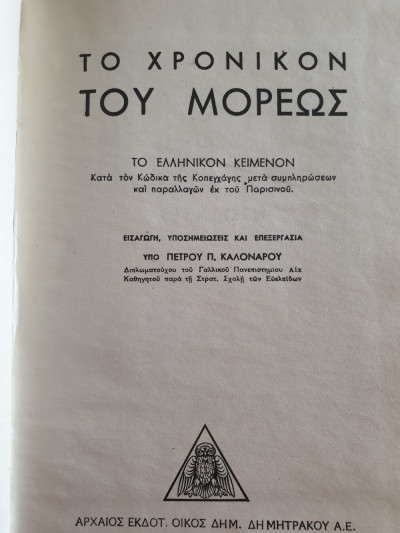 ΤΟ ΧΡΟΝΙΚΟΝ
ΤΟΥ ΜΟΡΕΩΣ
ΤΟ ΕΛΛΗΝΙΚΟΝ ΚΕΙΜΕΝΟΝ
Κατὰ τὸν Κώδικα τῆς Κοπεγχάγης μετὰ συμπληρώσεων
καὶ παραλλαγῶν ἐκ τοῦ Παρισινοῦ.
ΕΙΣΑΓΩΓΗ, ΥΠΟΣΗΜΕΙΩΣΕΙΣ ΚΑΙ ΕΠΕΞΕΡΓΑΣΙΑ
ΥΠΟ ΠΕΤΡΟΥ Π. ΚΑΛΟΝΑΡΟΥ
Διπλωματούχου τοῦ Γαλλικοῦ Πανεπιστημίου Αἲξ
Καθηγητοῦ παρὰ τῇ Στρατ. Σχολῇ τῶν Εὐελπίδων
ΑΡΧΑΙΟΣ ΕΚΔΟΤ. ΟΙΚΟΣ ΔΗΜ. ΔΗΜΗΤΡΑΚΟΥ Α.Ε.